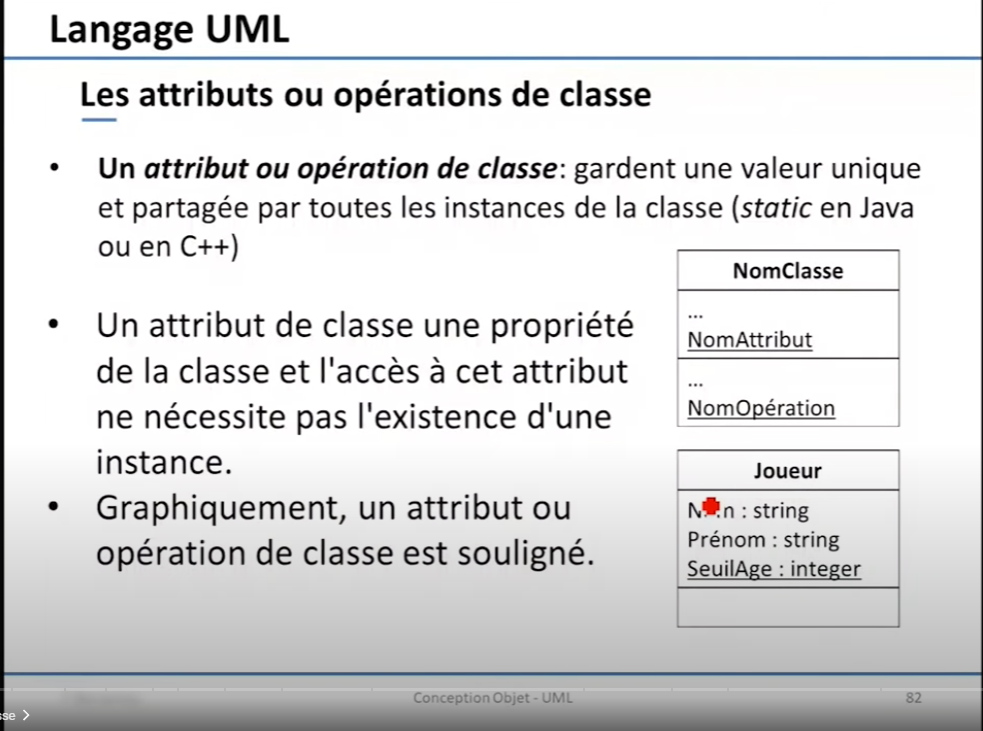 Langage UML
Les attributs ou opérations de classe
• Un attribut ou opération de classe: gardent une valeur unique
et partagée par toutes les instances de la classe (static en Java
ou en C++)
• Un attribut de classe une propriété
de la classe et l'accès à cet attribut
ne nécessite pas l'existence d'une
instance.
• Graphiquement, un attribut ou
opération de classe est souligné.
NomClasse
...
NomAttribut
...
NomOpération
Joueur
: string
Prénom : string
SeuilAge : integer
Conception Objet - UML
82
sse >